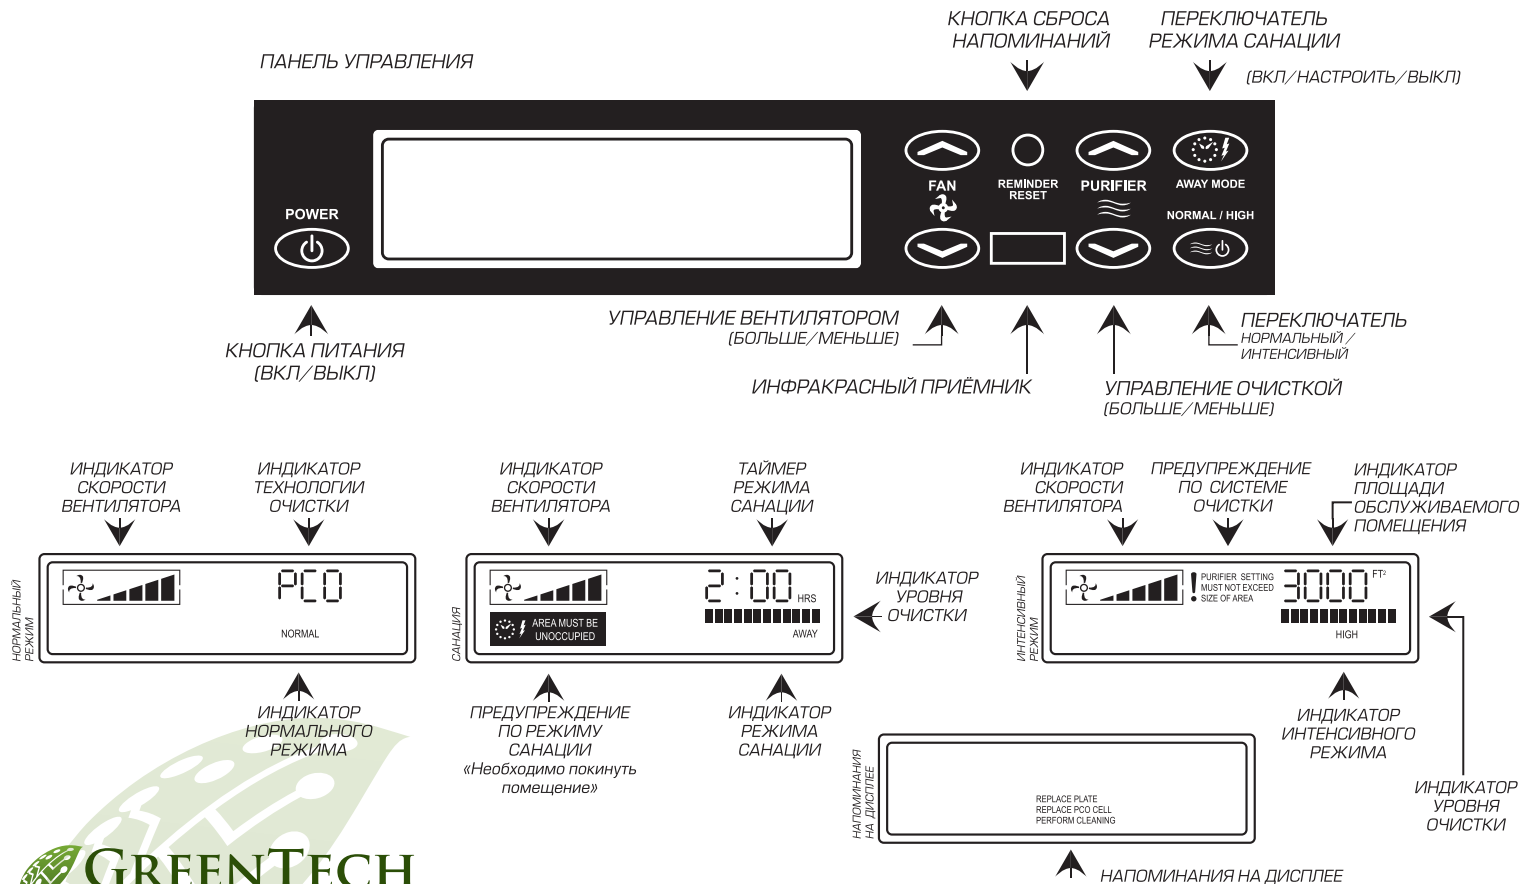 КНОПКА СБРОСА
НАПОМИНАНИЙ
ПЕРЕКЛЮЧАТЕЛЬ
РЕЖИМА САНАЦИИ
(ВКЛ/НАСТРОИТЬ/ВЫКЛ)
ПАНЕЛЬ УПРАВЛЕНИЯ
POWER
FAN
REMINDER
RESET
PURIFIER
AWAY MODE
NORMAL / HIGH
КНОПКА ПИТАНИЯ
(ВКЛ/ВЫКЛ)
УПРАВЛЕНИЕ ВЕНТИЛЯТОРОМ
(БОЛЬШЕ/МЕНЬШЕ)
ИНФРАКРАСНЫЙ ПРИЁМНИК
УПРАВЛЕНИЕ ОЧИСТКОЙ
(БОЛЬШЕ/МЕНЬШЕ)
ПЕРЕКЛЮЧАТЕЛЬ
НОРМАЛЬНЫЙ /
ИНТЕНСИВНЫЙ
ИНДИКАТОР
СКОРОСТИ
ВЕНТИЛЯТОРА
ИНДИКАТОР
ТЕХНОЛОГИИ
ОЧИСТКИ
НОРМАЛЬНЫЙ
РЕЖИМ
PCO
NORMAL
ИНДИКАТОР
НОРМАЛЬНОГО
РЕЖИМА
ИНДИКАТОР
СКОРОСТИ
ВЕНТИЛЯТОРА
ТАЙМЕР
РЕЖИМА
САНАЦИИ
САНАЦИЯ
2:00 HRS
AREA MUST BE
UNOCCUPIED
AWAY
ИНДИКАТОР
УРОВНЯ
ОЧИСТКИ
ПРЕДУПРЕЖДЕНИЕ
ПО РЕЖИМУ
САНАЦИИ
«Необходимо покинуть
помещение»
ИНДИКАТОР
РЕЖИМА
САНАЦИИ
ИНДИКАТОР
СКОРОСТИ
ВЕНТИЛЯТОРА
ПРЕДУПРЕЖДЕНИЕ
ПО СИСТЕМЕ
ОЧИСТКИ
ИНДИКАТОР
ПЛОЩАДИ
ОБСЛУЖИВАЕМОГО
ПОМЕЩЕНИЯ
ИНТЕНСИВНЫЙ
РЕЖИМ
! PURIFIER SETTING
MUST NOT EXCEED
SIZE OF AREA
3000 FT²
HIGH
ИНДИКАТОР
ИНТЕНСИВНОГО
РЕЖИМА
ИНДИКАТОР
УРОВНЯ
ОЧИСТКИ
НАПОМИНАНИЯ
НА ДИСПЛЕЕ
REPLACE PLATE
REPLACE PCO CELL
PERFORM CLEANING
НАПОМИНАНИЯ НА ДИСПЛЕЕ
GREENTECH